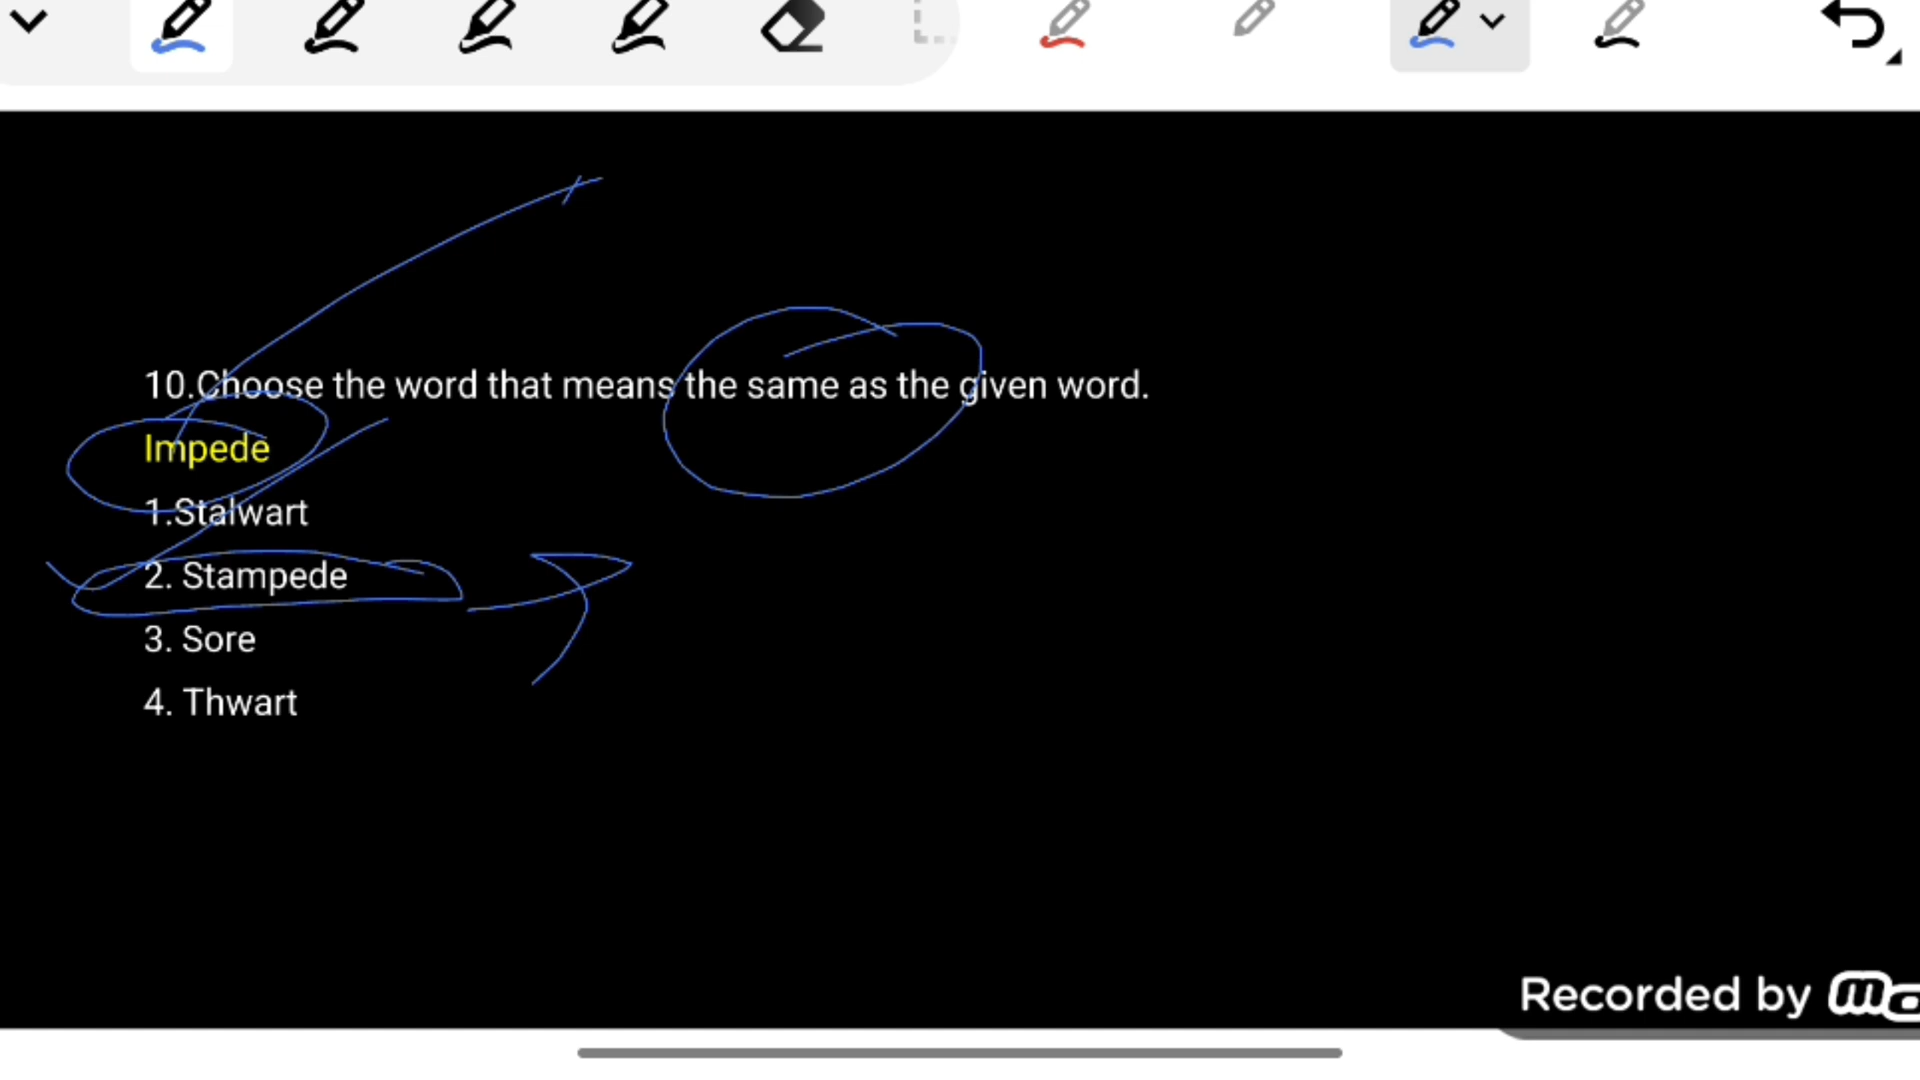 10.Choose the word that means the same as the given word.
Impede
1.Stalwart
2. Stampede
3. Sore
4. Thwart
Recorded by